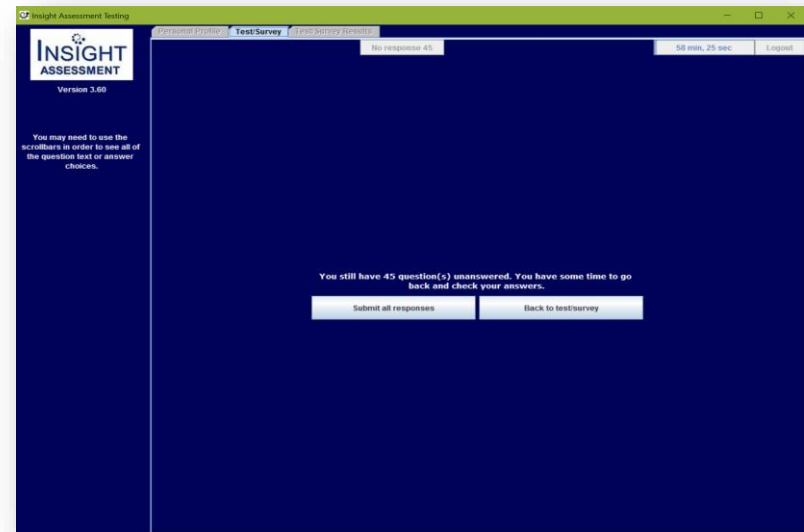 Insight Assessment Testing
Personal Profile Test/Survey Test/Survey Results
No response 45 58 min, 25 sec Logout
INSIGHT
ASSESSMENT
Version 3.60
You may need to use the
scrollbars in order to see all of
the question text or answer
choices.
You still have 45 question(s) unanswered. You have some time to go
back and check your answers.
Submit all responses Back to test/survey